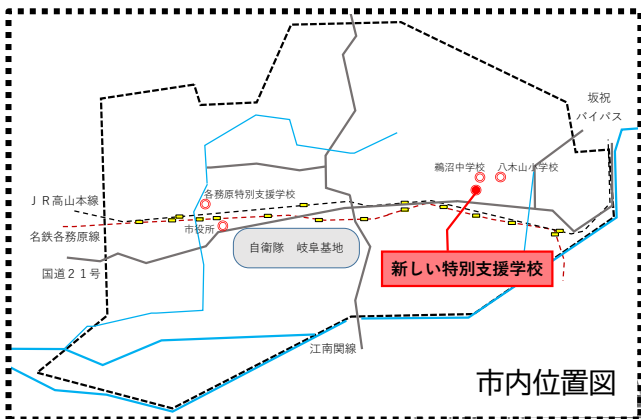 坂祝
バイパス
鵜沼中学校
八木山小学校
各務原特別支援学校
ＪＲ高山本線
市役所
名鉄各務原線
自衛隊　岐阜基地
新しい特別支援学校
国道２１号
江南関線
市内位置図